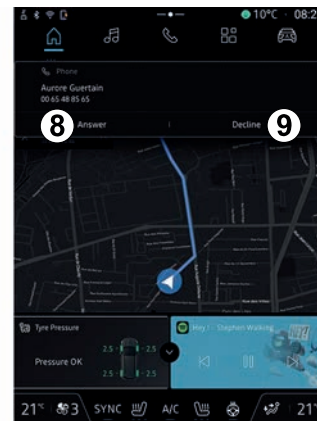 10°C 08:2
Phone
Aurore Guertain
00 65 48 85 65
8 Answer Decline 9
Tyre Pressure
Hey! - Stephen Walking
2.5 2.5
Pressure OK
2.5 2.5
21°C 3 SYNC A/C 21°